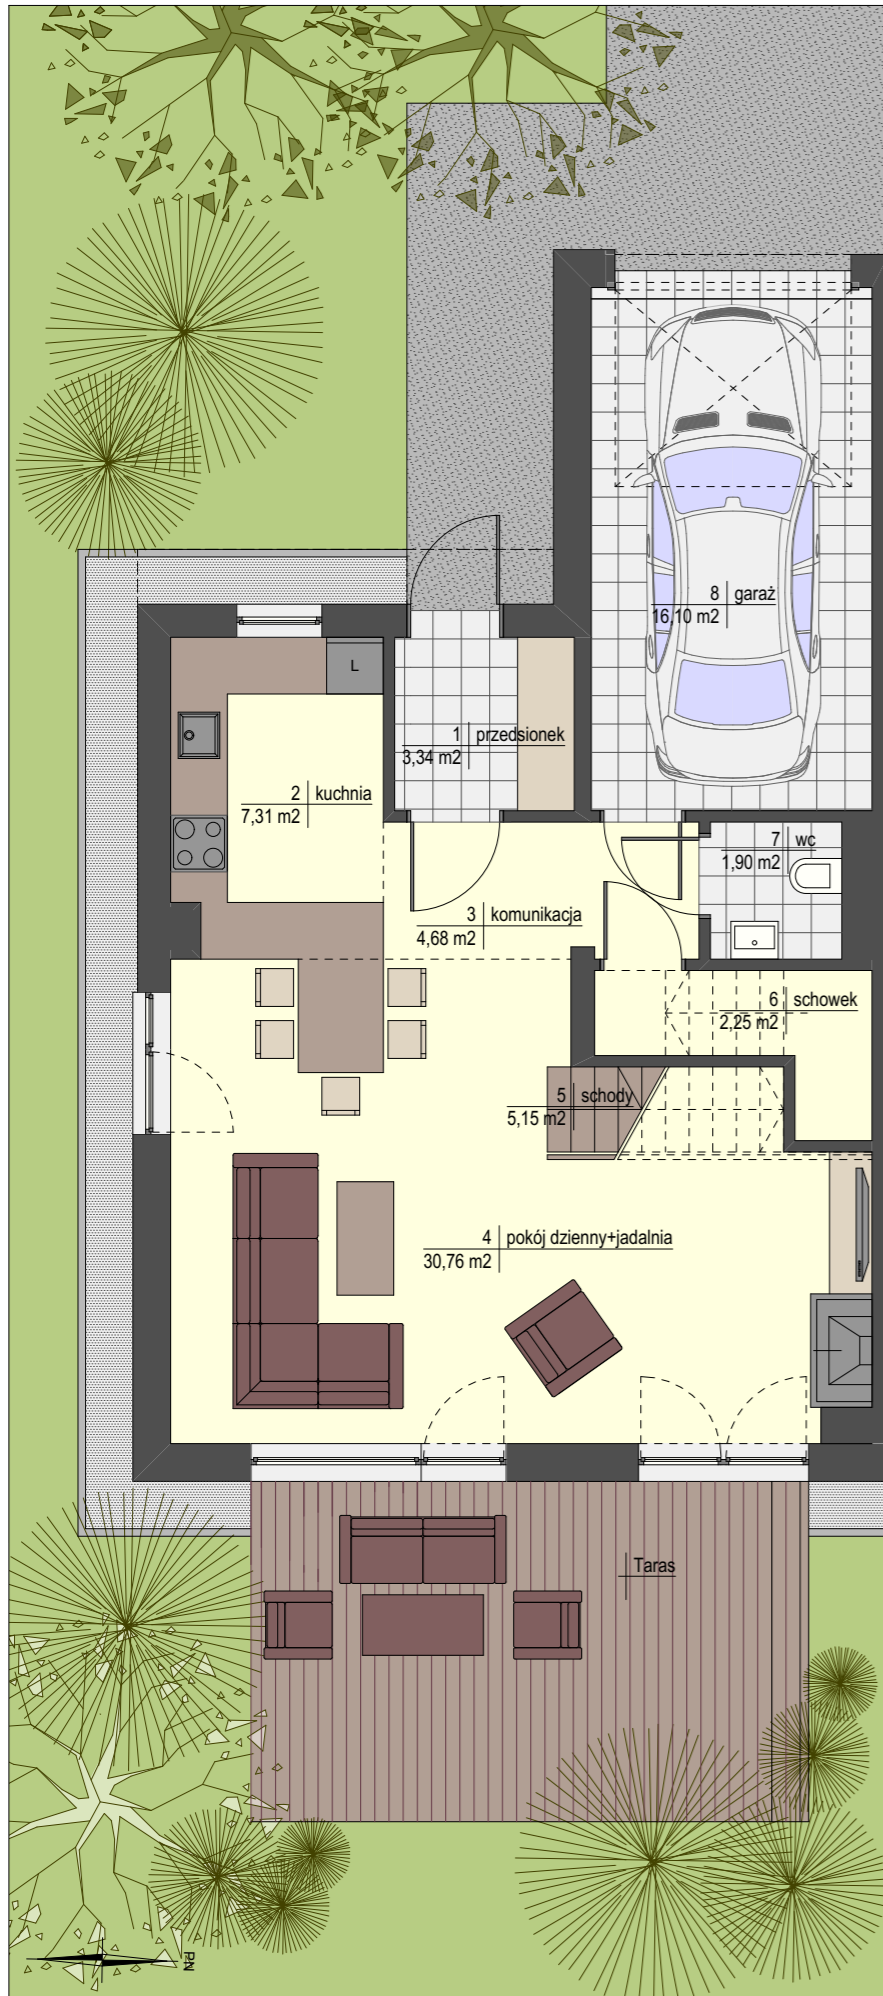 8 garaż
16,10 m2
L
1 przedsionek
3,34 m2
2 kuchnia
7,31 m2
7 wc
1,90 m2
3 komunikacja
4,68 m2
6 schowek
2,25 m2
5 schody
5,15 m2
4 pokój dzienny+jadalnia
30,76 m2
Taras
PN